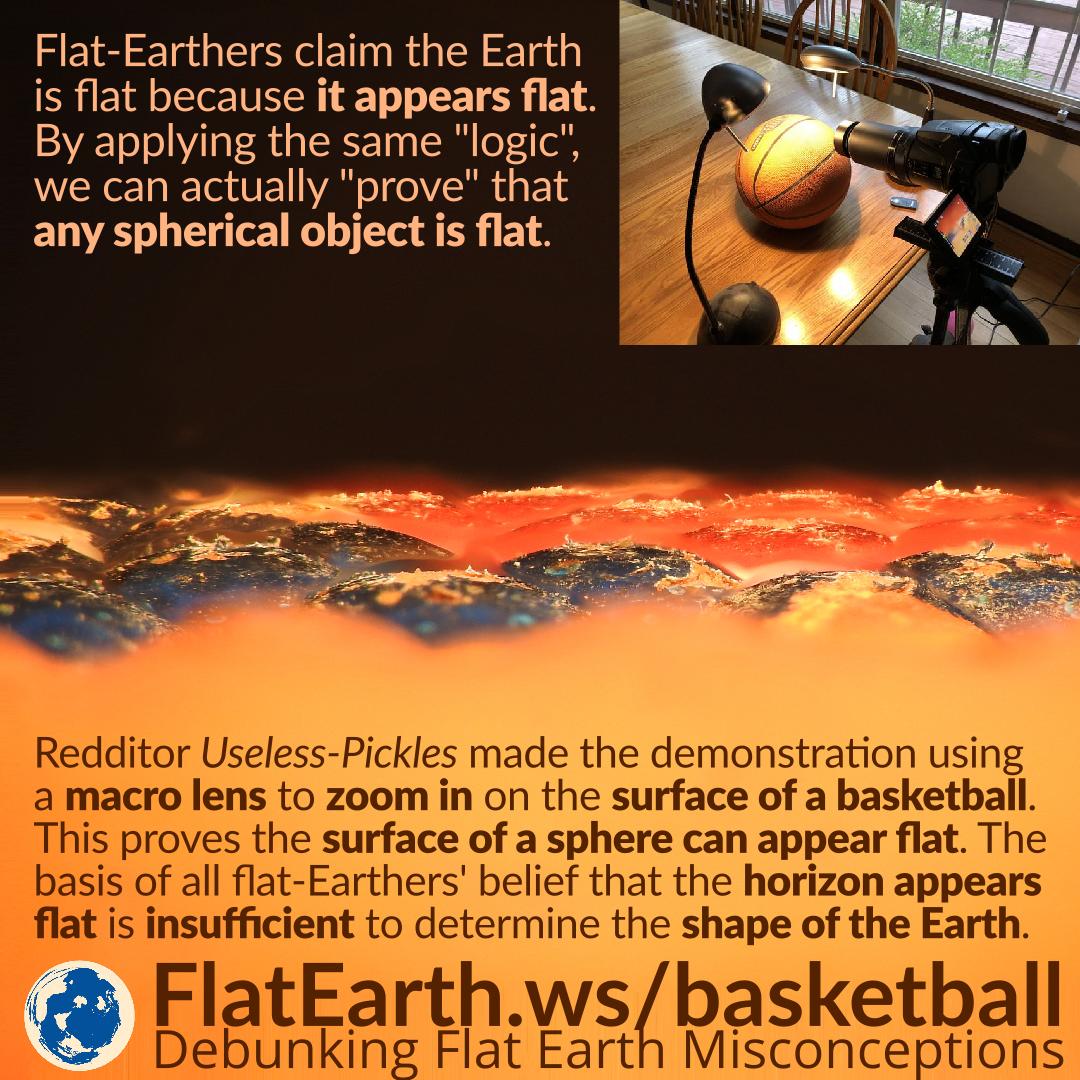 Flat-Earthers claim the Earth
is flat because it appears flat.
By applying the same "logic",
we can actually "prove" that
any spherical object is flat.
Redditor Useless-Pickles made the demonstration using
a macro lens to zoom in on the surface of a basketball.
This proves the surface of a sphere can appear flat. The
basis of all flat-Earthers' belief that the horizon appears
flat is insufficient to determine the shape of the Earth.
FlatEarth.ws/basketball
Debunking Flat Earth Misconceptions